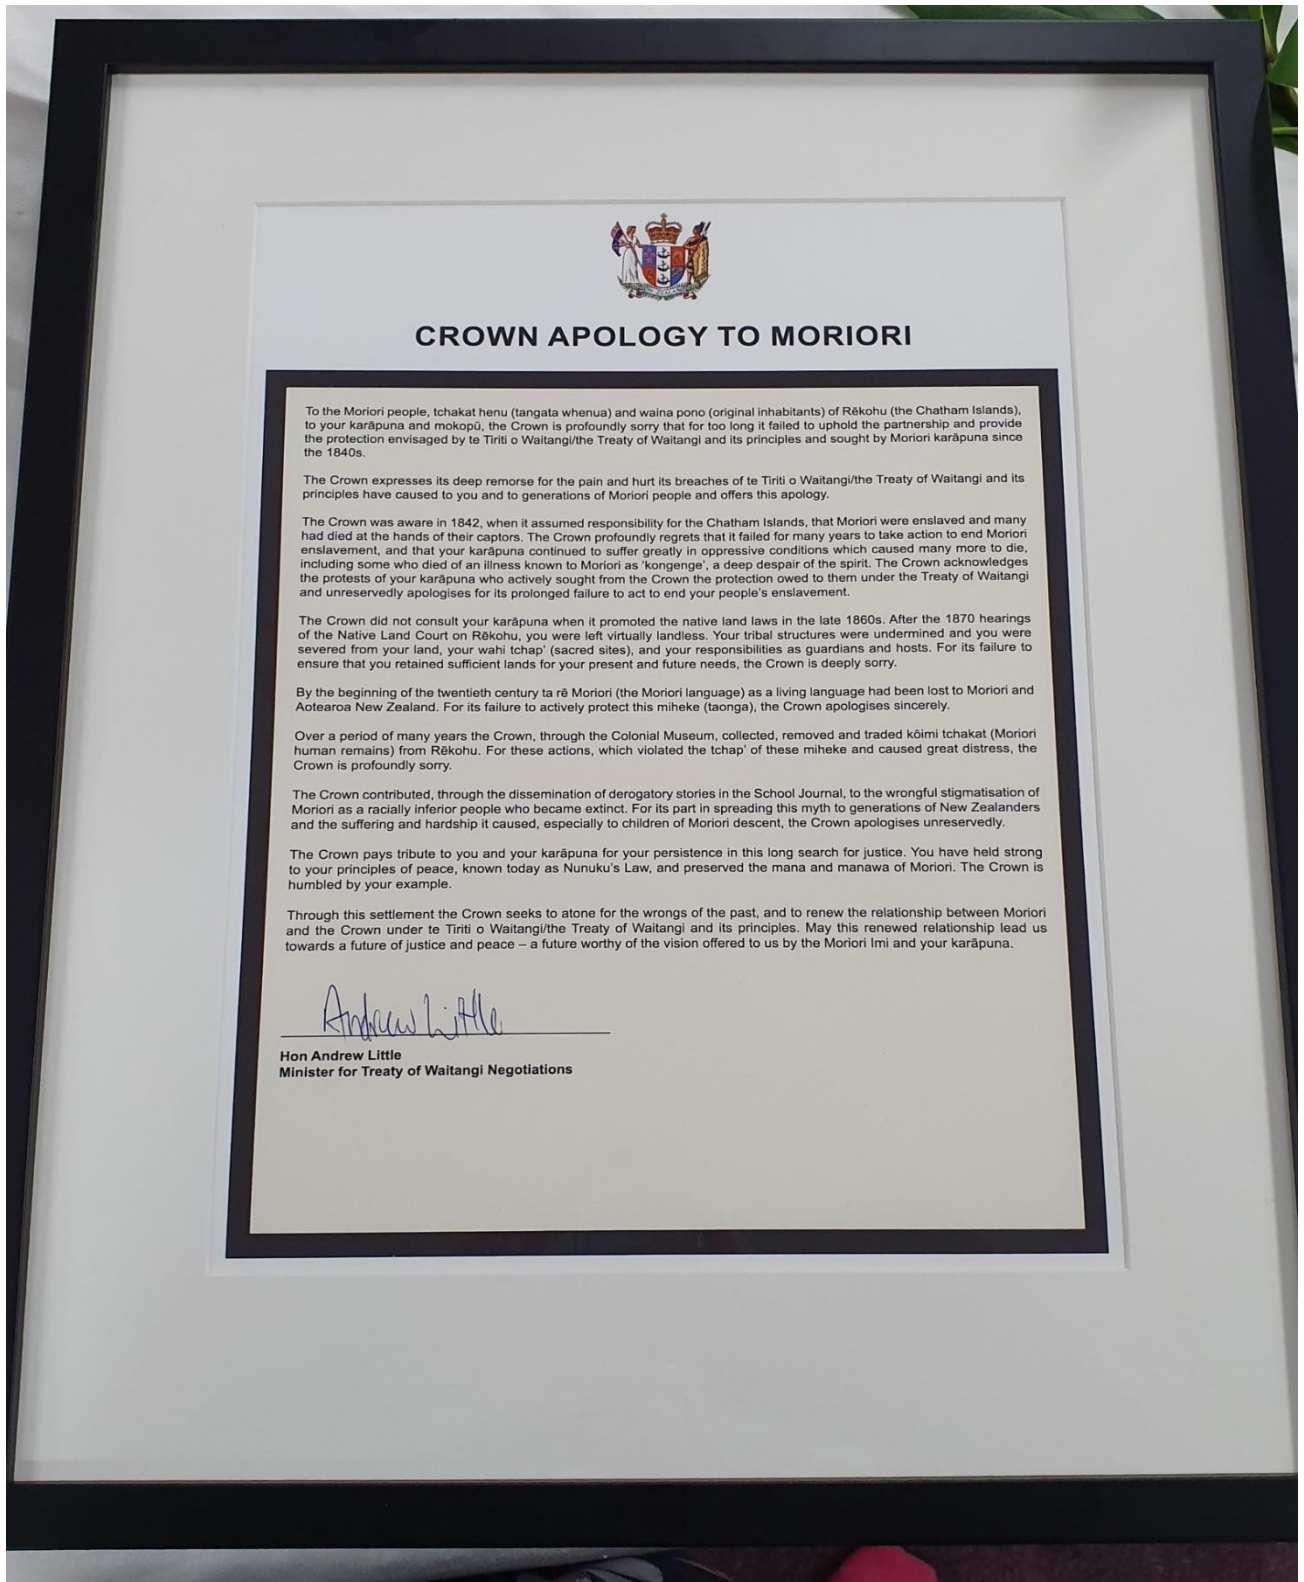 CROWN APOLOGY TO MORIORI
To the Moriori people, tchakat henu (tangata whenua) and waina pono (original inhabitants) of Rēkohu (the Chatham Islands),
to your karāpuna and mokopū, the Crown is profoundly sorry that for too long it failed to uphold the partnership and provide
the protection envisaged by te Tiriti o Waitangi/the Treaty of Waitangi and its principles and sought by Moriori karāpuna since
the 1840s.
The Crown expresses its deep remorse for the pain and hurt its breaches of te Tiriti o Waitangi/the Treaty of Waitangi and its
principles have caused to you and to generations of Moriori people and offers this apology.
The Crown was aware in 1842, when it assumed responsibility for the Chatham Islands, that Moriori were enslaved and many
had died at the hands of their captors. The Crown profoundly regrets that it failed for many years to take action to end Moriori
enslavement, and that your karāpuna continued to suffer greatly in oppressive conditions which caused many more to die,
including some who died of an illness known to Moriori as 'kongenge', a deep despair of the spirit. The Crown acknowledges
the protests of your karāpuna who actively sought from the Crown the protection owed to them under the Treaty of Waitangi
and unreservedly apologises for its prolonged failure to act to end your people's enslavement.
The Crown did not consult your karāpuna when it promoted the native land laws in the late 1860s. After the 1870 hearings
of the Native Land Court on Rēkohu, you were left virtually landless. Your tribal structures were undermined and you were
severed from your land, your wahi tchap' (sacred sites), and your responsibilities as guardians and hosts. For its failure to
ensure that you retained sufficient lands for your present and future needs, the Crown is deeply sorry.
By the beginning of the twentieth century ta rē Moriori (the Moriori language) as a living language had been lost to Moriori and
Aotearoa New Zealand. For its failure to actively protect this miheke (taonga), the Crown apologises sincerely.
Over a period of many years the Crown, through the Colonial Museum, collected, removed and traded kōimi tchakat (Moriori
human remains) from Rēkohu. For these actions, which violated the tchap' of these miheke and caused great distress, the
Crown is profoundly sorry.
The Crown contributed, through the dissemination of derogatory stories in the School Journal, to the wrongful stigmatisation of
Moriori as a racially inferior people who became extinct. For its part in spreading this myth to generations of New Zealanders
and the suffering and hardship it caused, especially to children of Moriori descent, the Crown apologises unreservedly.
The Crown pays tribute to you and your karāpuna for your persistence in this long search for justice. You have held strong
to your principles of peace, known today as Nunuku's Law, and preserved the mana and manawa of Moriori. The Crown is
humbled by your example.
Through this settlement the Crown seeks to atone for the wrongs of the past, and to renew the relationship between Moriori
and the Crown under te Tiriti o Waitangi/the Treaty of Waitangi and its principles. May this renewed relationship lead us
towards a future of justice and peace – a future worthy of the vision offered to us by the Moriori Imi and your karāpuna.
Andrew Little
Hon Andrew Little
Minister for Treaty of Waitangi Negotiations